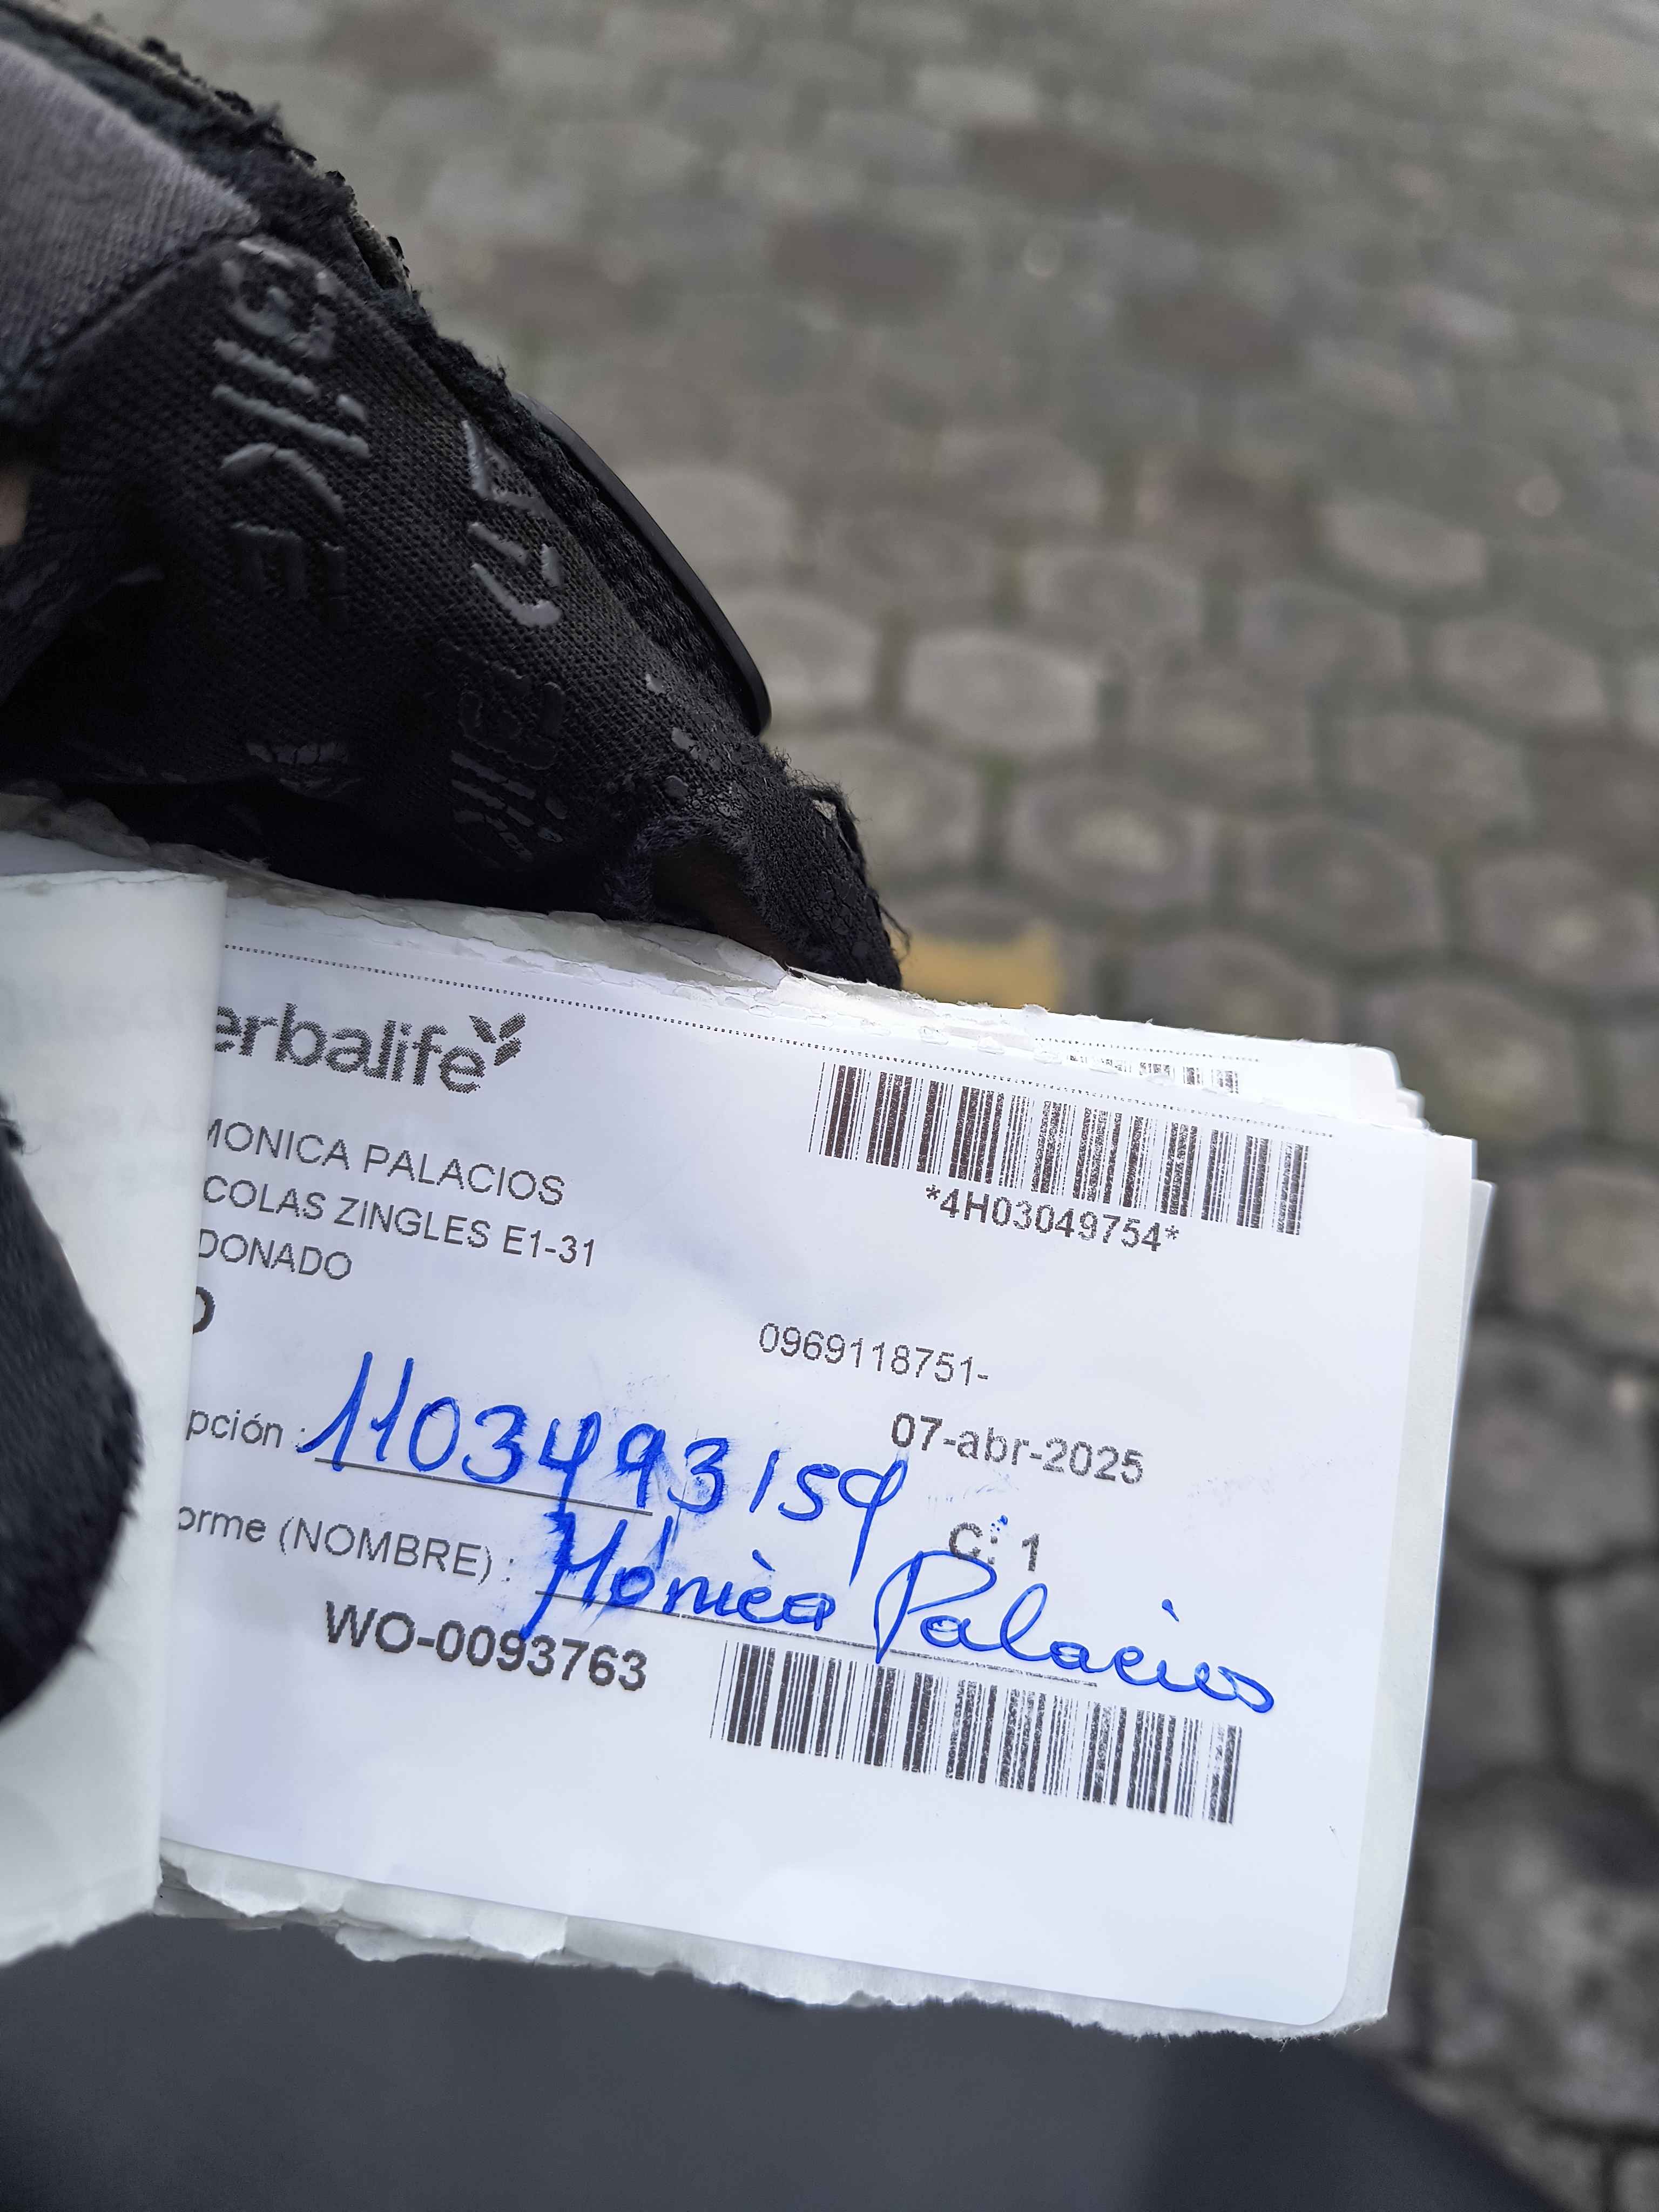 erbalife
MONICA PALACIOS
COLAS ZINGLES E1-31
DONADO
O
*4H03049754*
0969118751-
07-abr-2025
pción : 1103493159
C: 1
orme (NOMBRE) : Mónica Palacios
WO-0093763